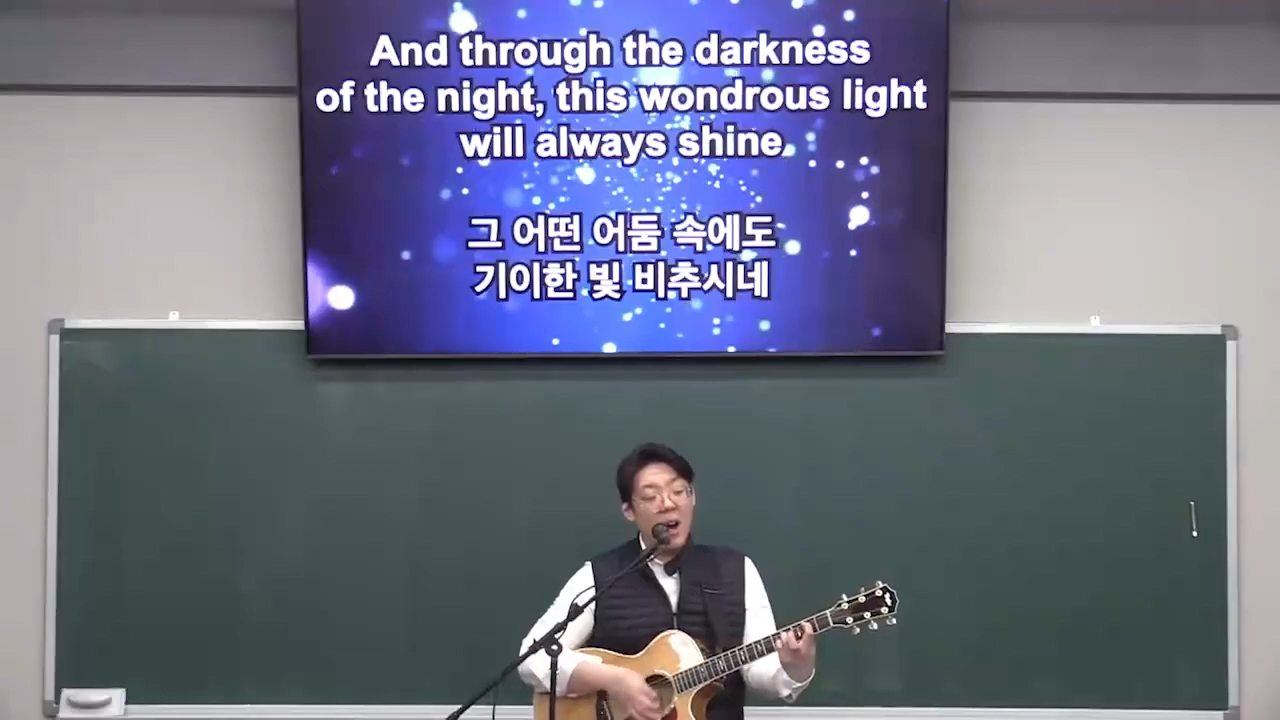 And through the darkness
of the night, this wondrous light
will always shine
그 어떤 어둠 속에도
기이한 빛 비추시네